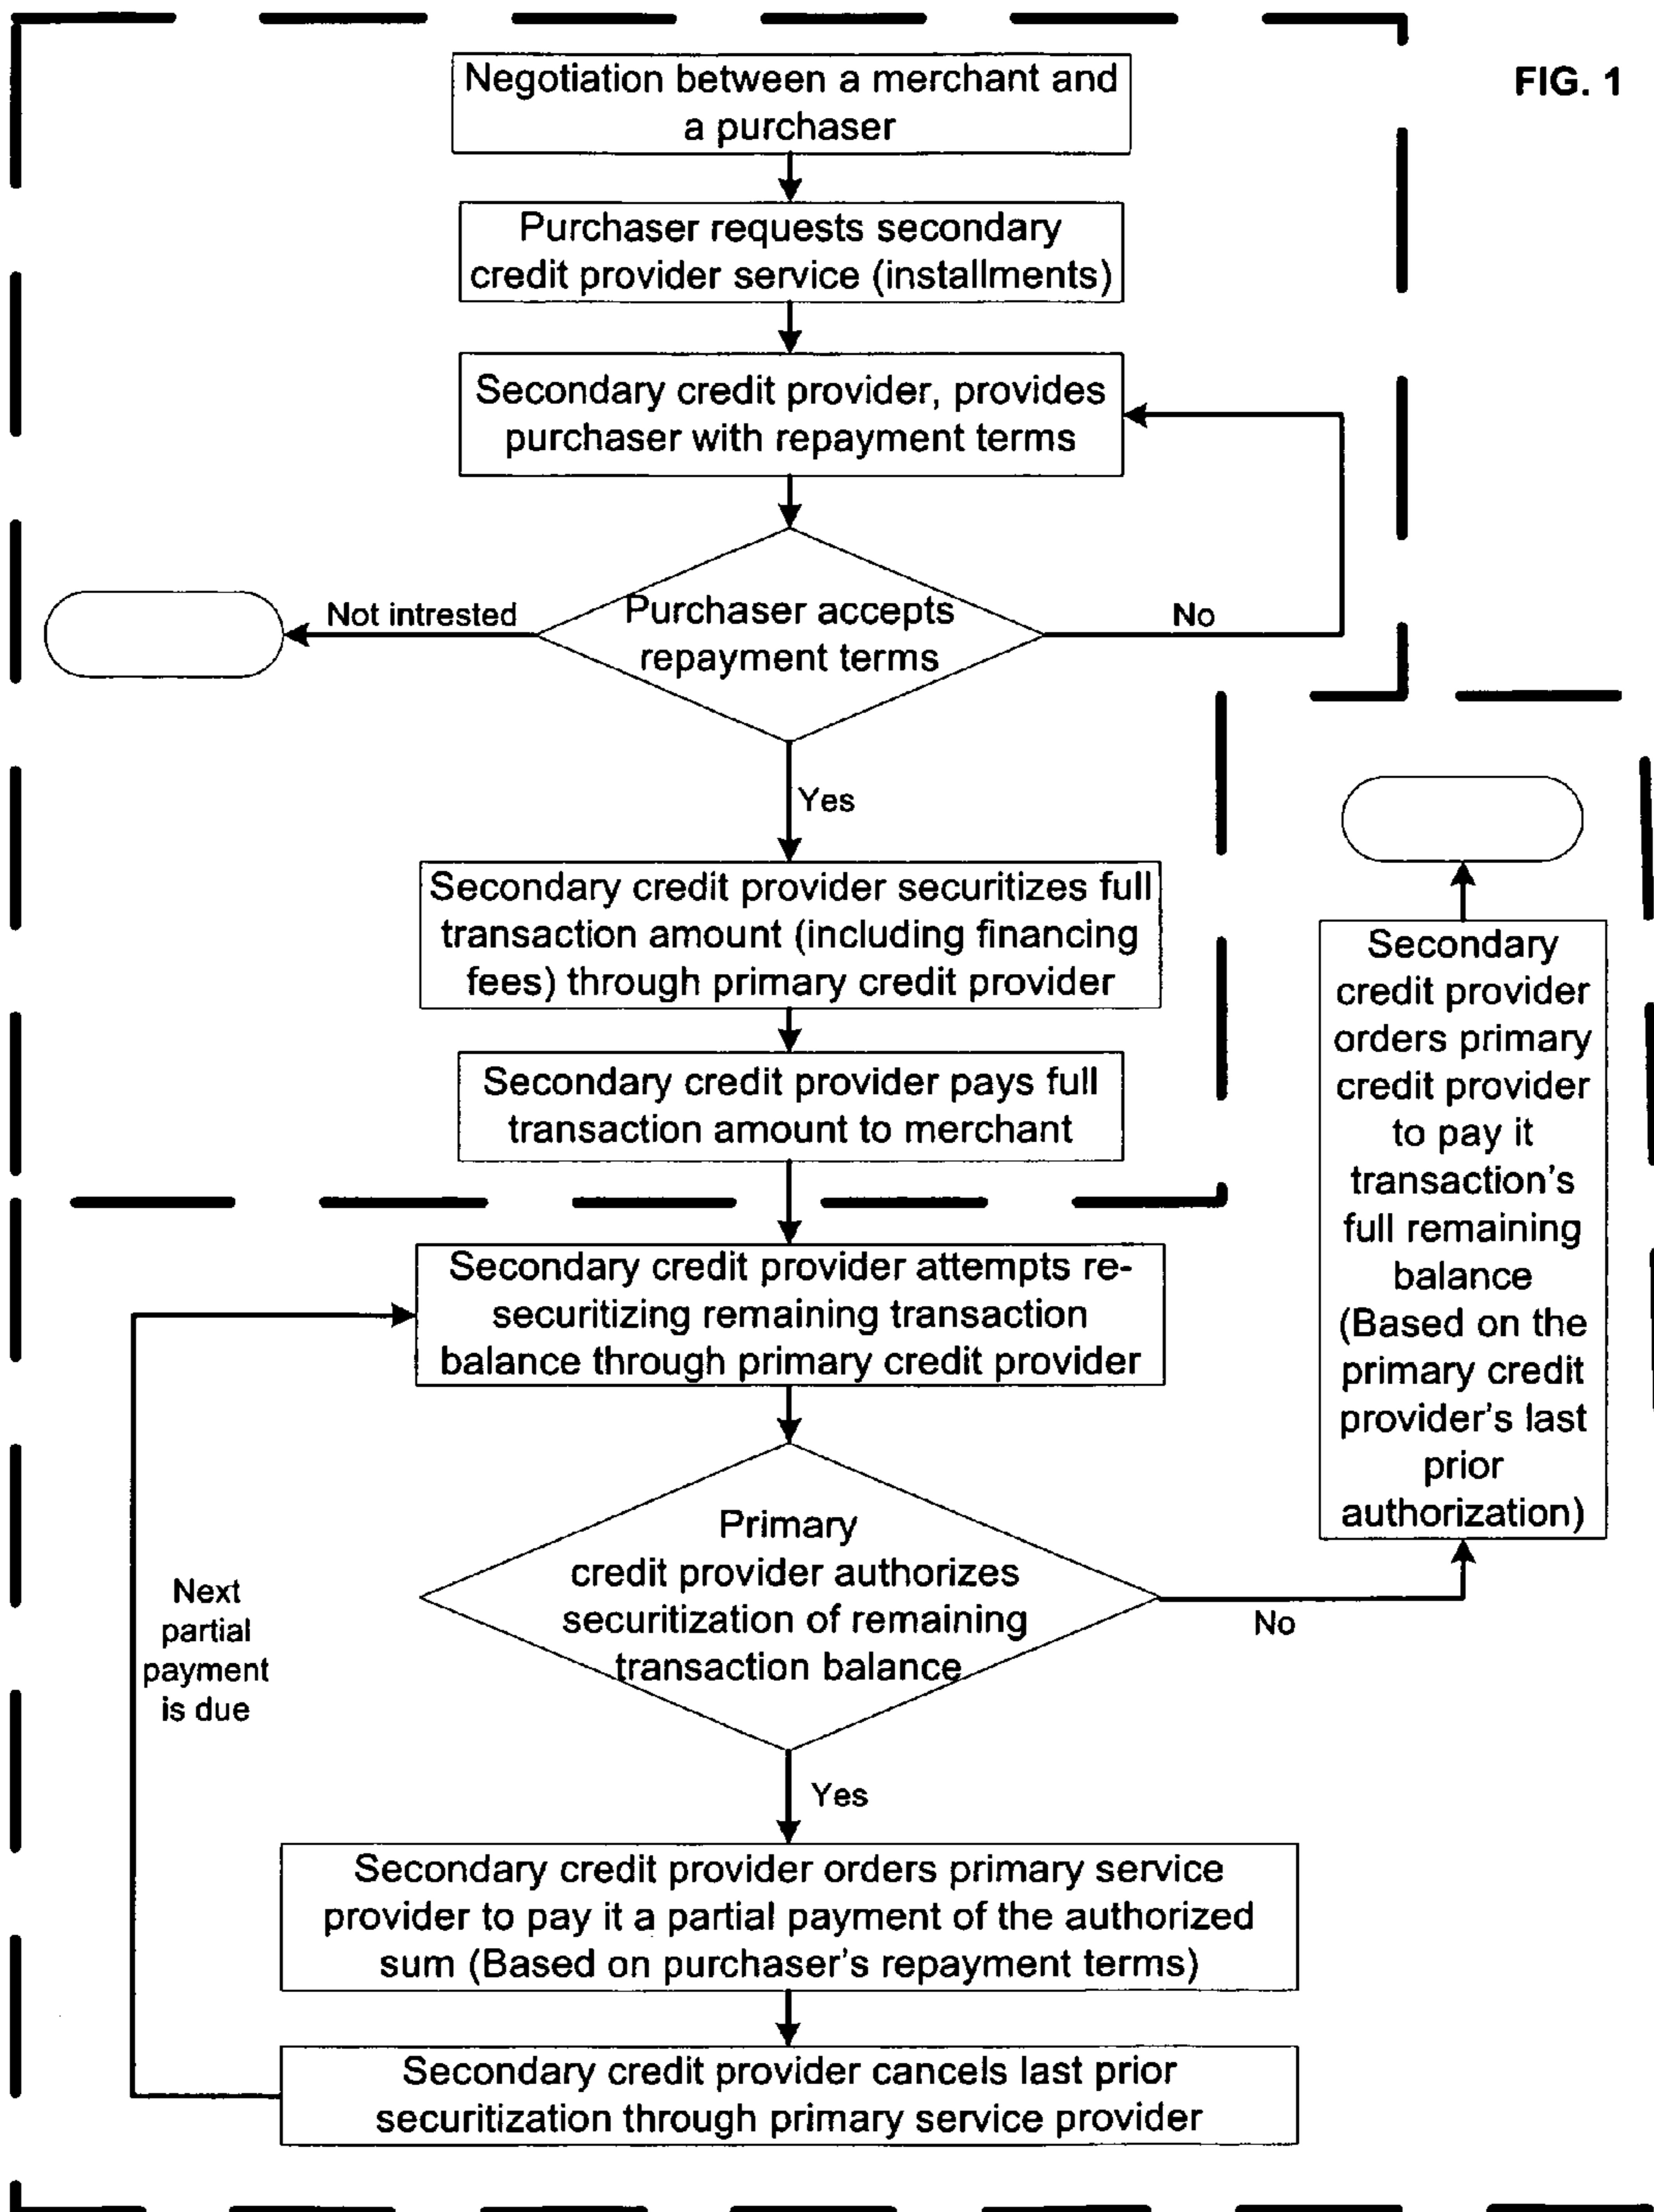 FIG. 1
Negotiation between a merchant and
a purchaser
Purchaser requests secondary
credit provider service (installments)
Secondary credit provider, provides
purchaser with repayment terms
Not intrested
Purchaser accepts
repayment terms
No
Yes
Secondary credit provider securitizes full
transaction amount (including financing
fees) through primary credit provider
Secondary credit provider pays full
transaction amount to merchant
Secondary credit provider attempts re-
securitizing remaining transaction
balance through primary credit provider
Primary
credit provider authorizes
securitization of remaining
transaction balance
No
Secondary
credit provider
orders primary
credit provider
to pay it
transaction's
full remaining
balance
(Based on the
primary credit
provider's last
prior
authorization)
Yes
Secondary credit provider orders primary service
provider to pay it a partial payment of the authorized
sum (Based on purchaser's repayment terms)
Secondary credit provider cancels last prior
securitization through primary service provider
Next
partial
payment
is due